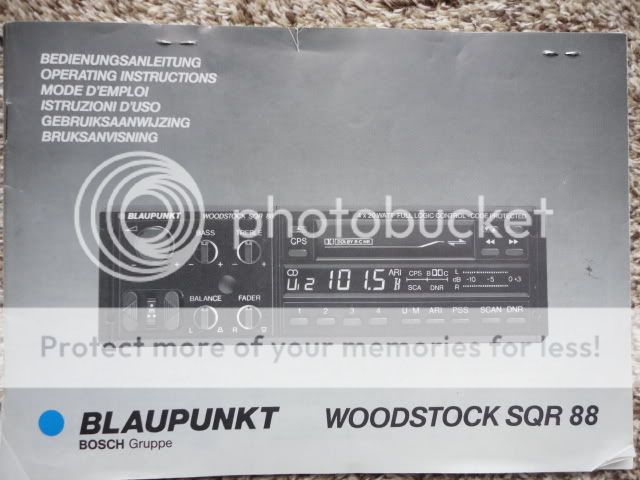 BEDIENUNGSANLEITUNG
OPERATING INSTRUCTIONS
MODE D'EMPLOI
ISTRUZIONI D'USO
GEBRUIKSAANWIJZING
BRUKSANVISNING
photobucket
BLAUPUNKT WOODSTOCK SQR 88 4 x 20 WATT FULL LOGIC CONTROL - CODE PROTECTED
BASS TREBLE CPS DOLBY B C NR
U2 101.5 ARI CPS B C L dB -10 -5 0 +3
SCA DNR R
BALANCE FADER
L R
1 2 3 4 U·M ARI PSS SCAN DNR
Protect more of your memories for less!
BLAUPUNKT WOODSTOCK SQR 88
BOSCH Gruppe